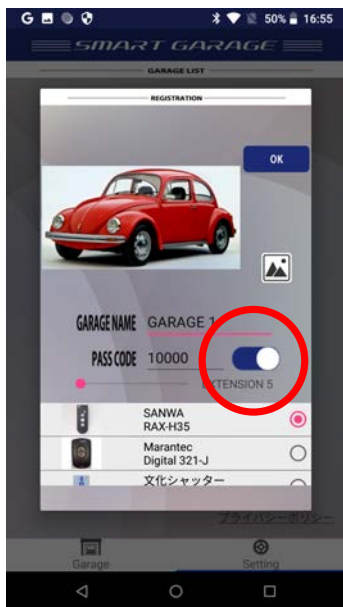 G 50% 16:55
SMART GARAGE
GARAGE LIST
REGISTRATION
OK
GARAGE NAME GARAGE 1
PASS CODE 10000
EXTENSION 5
SANWA
RAX-H35
Marantec
Digital 321-J
文化シャッター
プライバシーポリシー
Garage Setting